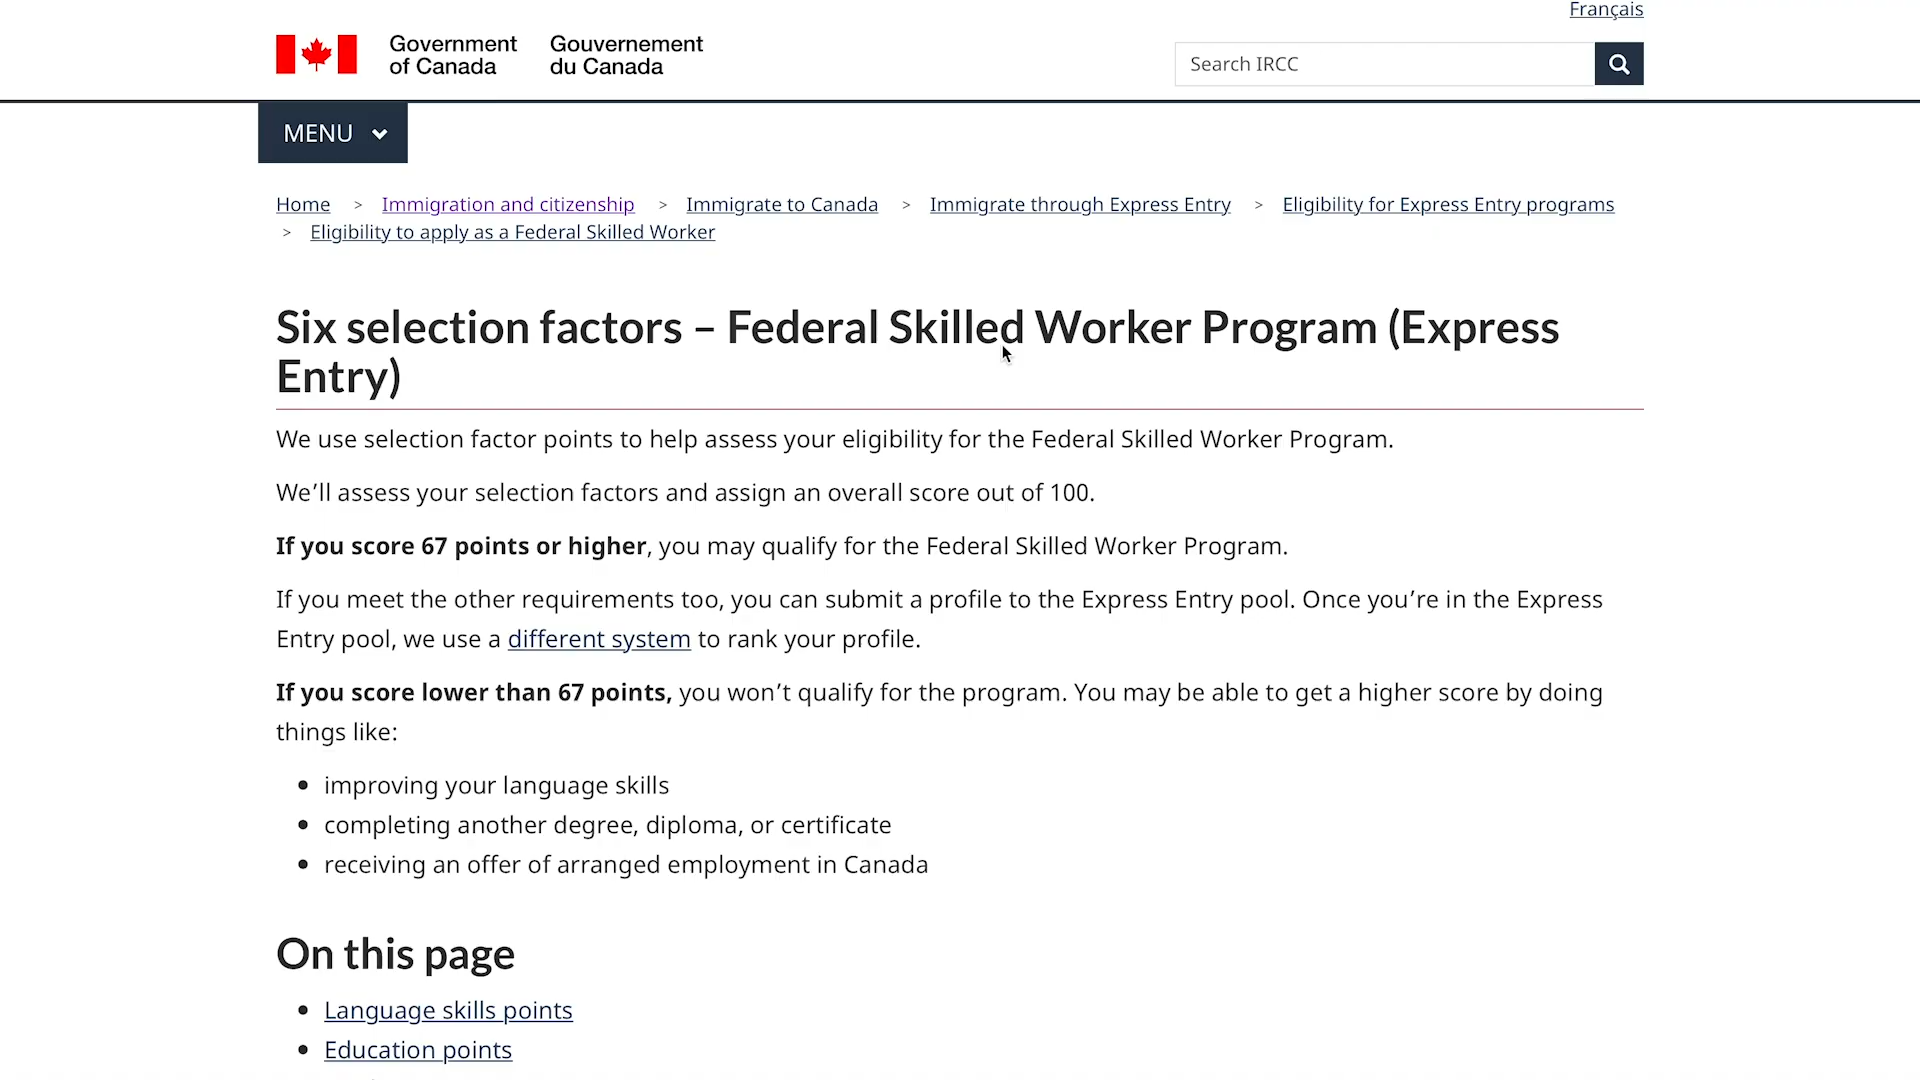 Français
Government
of Canada
Gouvernement
du Canada
Search IRCC
MENU
Home > Immigration and citizenship > Immigrate to Canada > Immigrate through Express Entry > Eligibility for Express Entry programs
> Eligibility to apply as a Federal Skilled Worker
Six selection factors – Federal Skilled Worker Program (Express
Entry)
We use selection factor points to help assess your eligibility for the Federal Skilled Worker Program.
We’ll assess your selection factors and assign an overall score out of 100.
If you score 67 points or higher, you may qualify for the Federal Skilled Worker Program.
If you meet the other requirements too, you can submit a profile to the Express Entry pool. Once you’re in the Express
Entry pool, we use a different system to rank your profile.
If you score lower than 67 points, you won’t qualify for the program. You may be able to get a higher score by doing
things like:
• improving your language skills
• completing another degree, diploma, or certificate
• receiving an offer of arranged employment in Canada
On this page
• Language skills points
• Education points